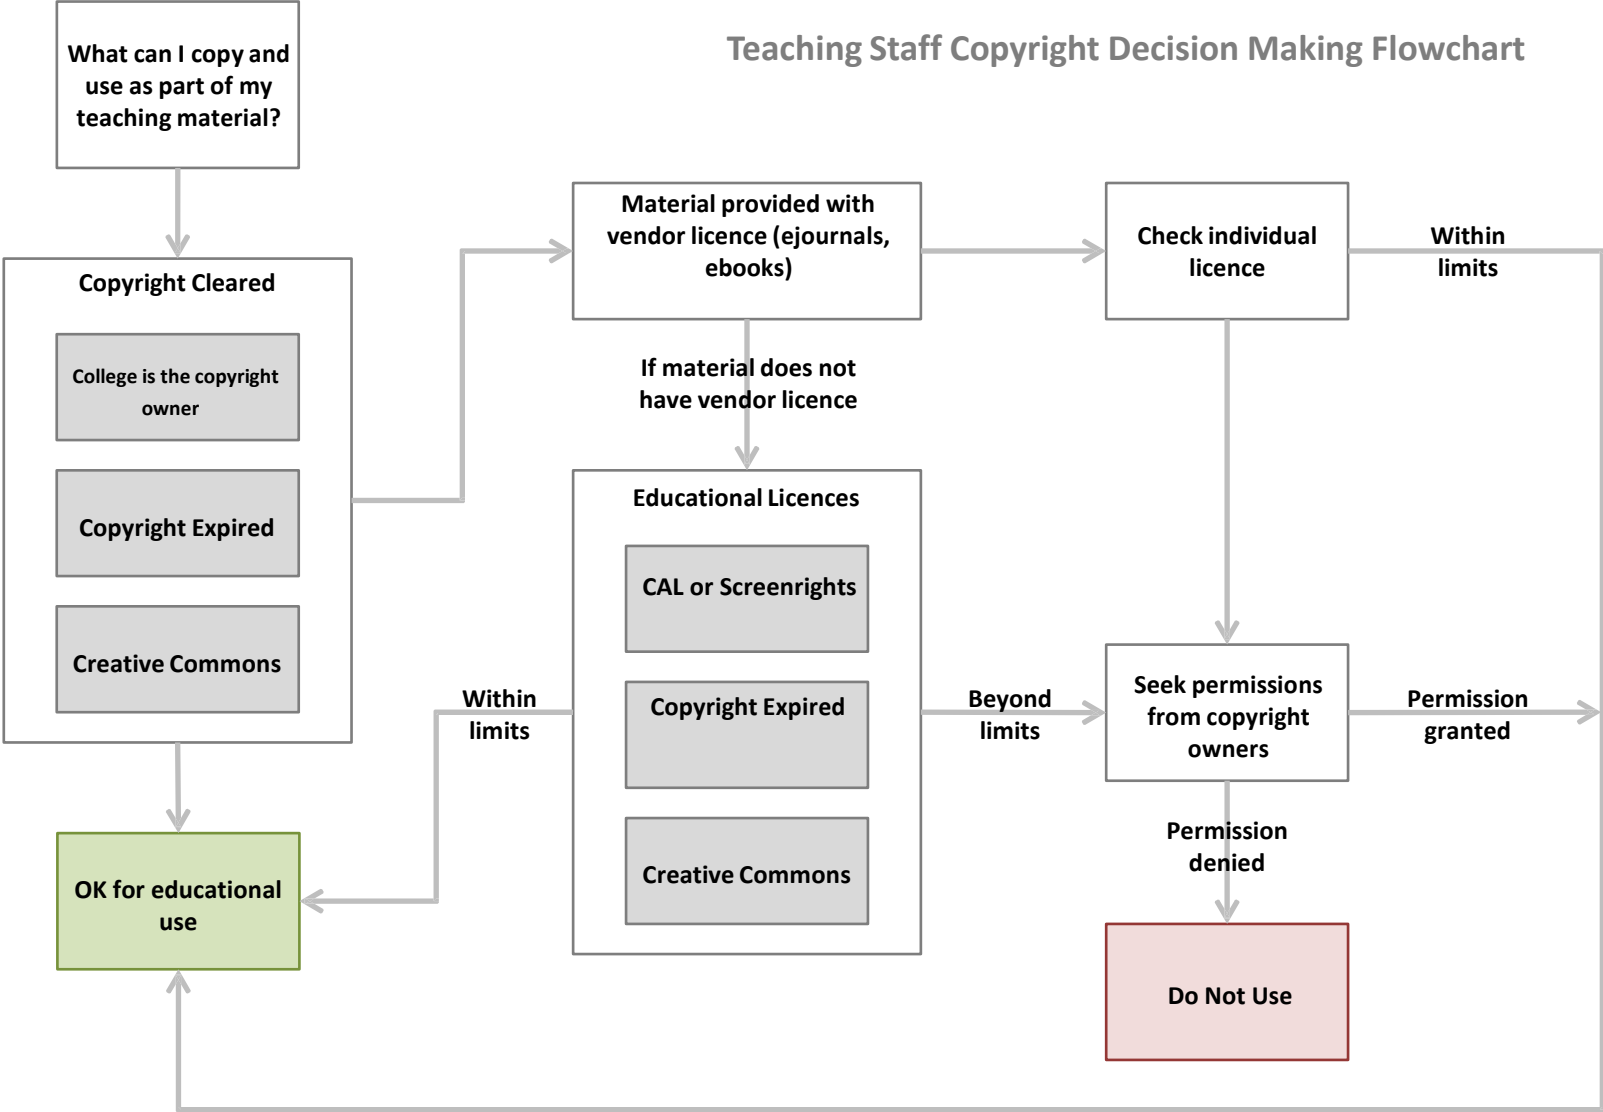 Teaching Staff Copyright Decision Making Flowchart
What can I copy and
use as part of my
teaching material?
Copyright Cleared
College is the copyright
owner
Copyright Expired
Creative Commons
OK for educational
use
Material provided with
vendor licence (ejournals,
ebooks)
If material does not
have vendor licence
Educational Licences
CAL or Screenrights
Copyright Expired
Creative Commons
Within
limits
Beyond
limits
Check individual
licence
Within
limits
Seek permissions
from copyright
owners
Permission
granted
Permission
denied
Do Not Use